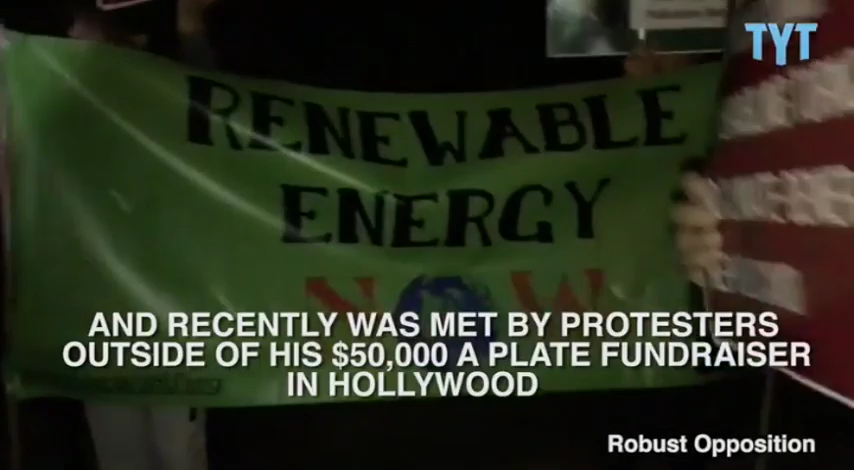 TYT
RENEWABLE
ENERGY
N W
AND RECENTLY WAS MET BY PROTESTERS
OUTSIDE OF HIS $50,000 A PLATE FUNDRAISER
IN HOLLYWOOD
Robust Opposition